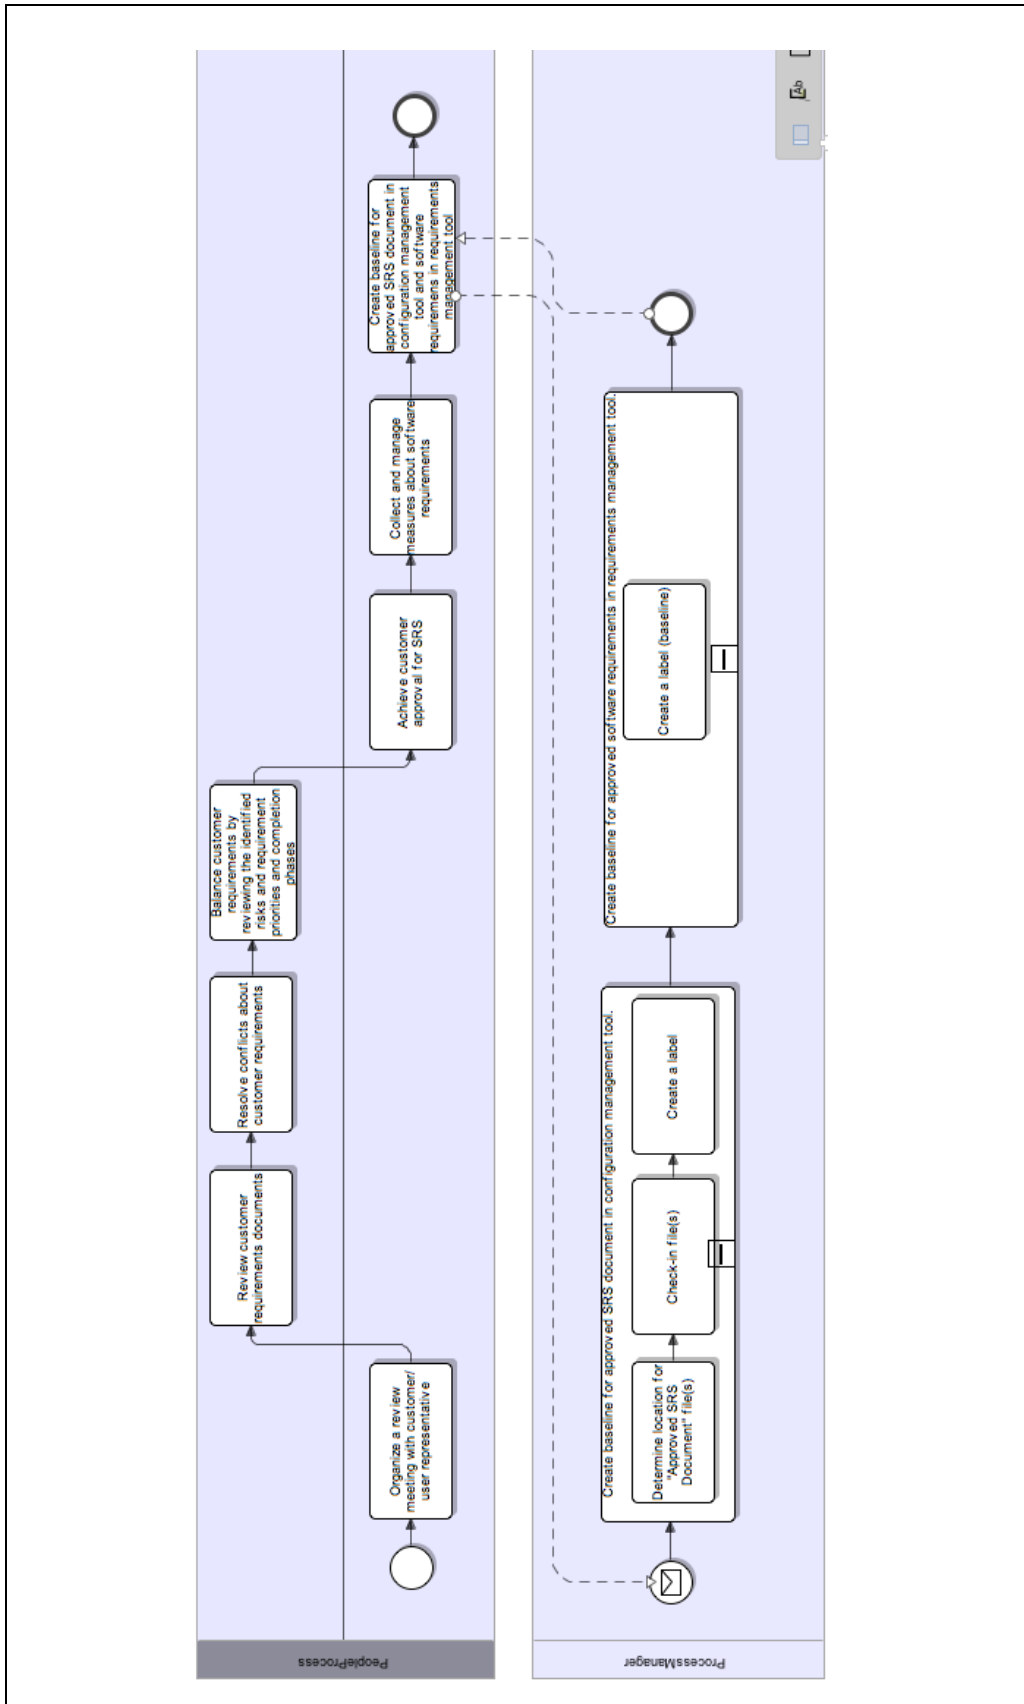 PeopleProcess
Organize a review
meeting with customer/
user representative
Review customer
requirements documents
Resolve conflicts about
customer requirements
Balance customer
requirements by
reviewing the identified
risks and requirement
priorities and completion
phases
Achieve customer
approval for SRS
Collect and manage
measures about software
requirements
Create baseline for
approved SRS document in
configuration management
tool and software
requiremens in requirements
management tool
ProcessManager
Create baseline for approved SRS document in configuration management tool.
Determine location for
"Approved SRS
Document" file(s)
Check-in file(s)
Create a label
Create baseline for approved software requirements in requirements management tool.
Create a label (baseline)
Ab